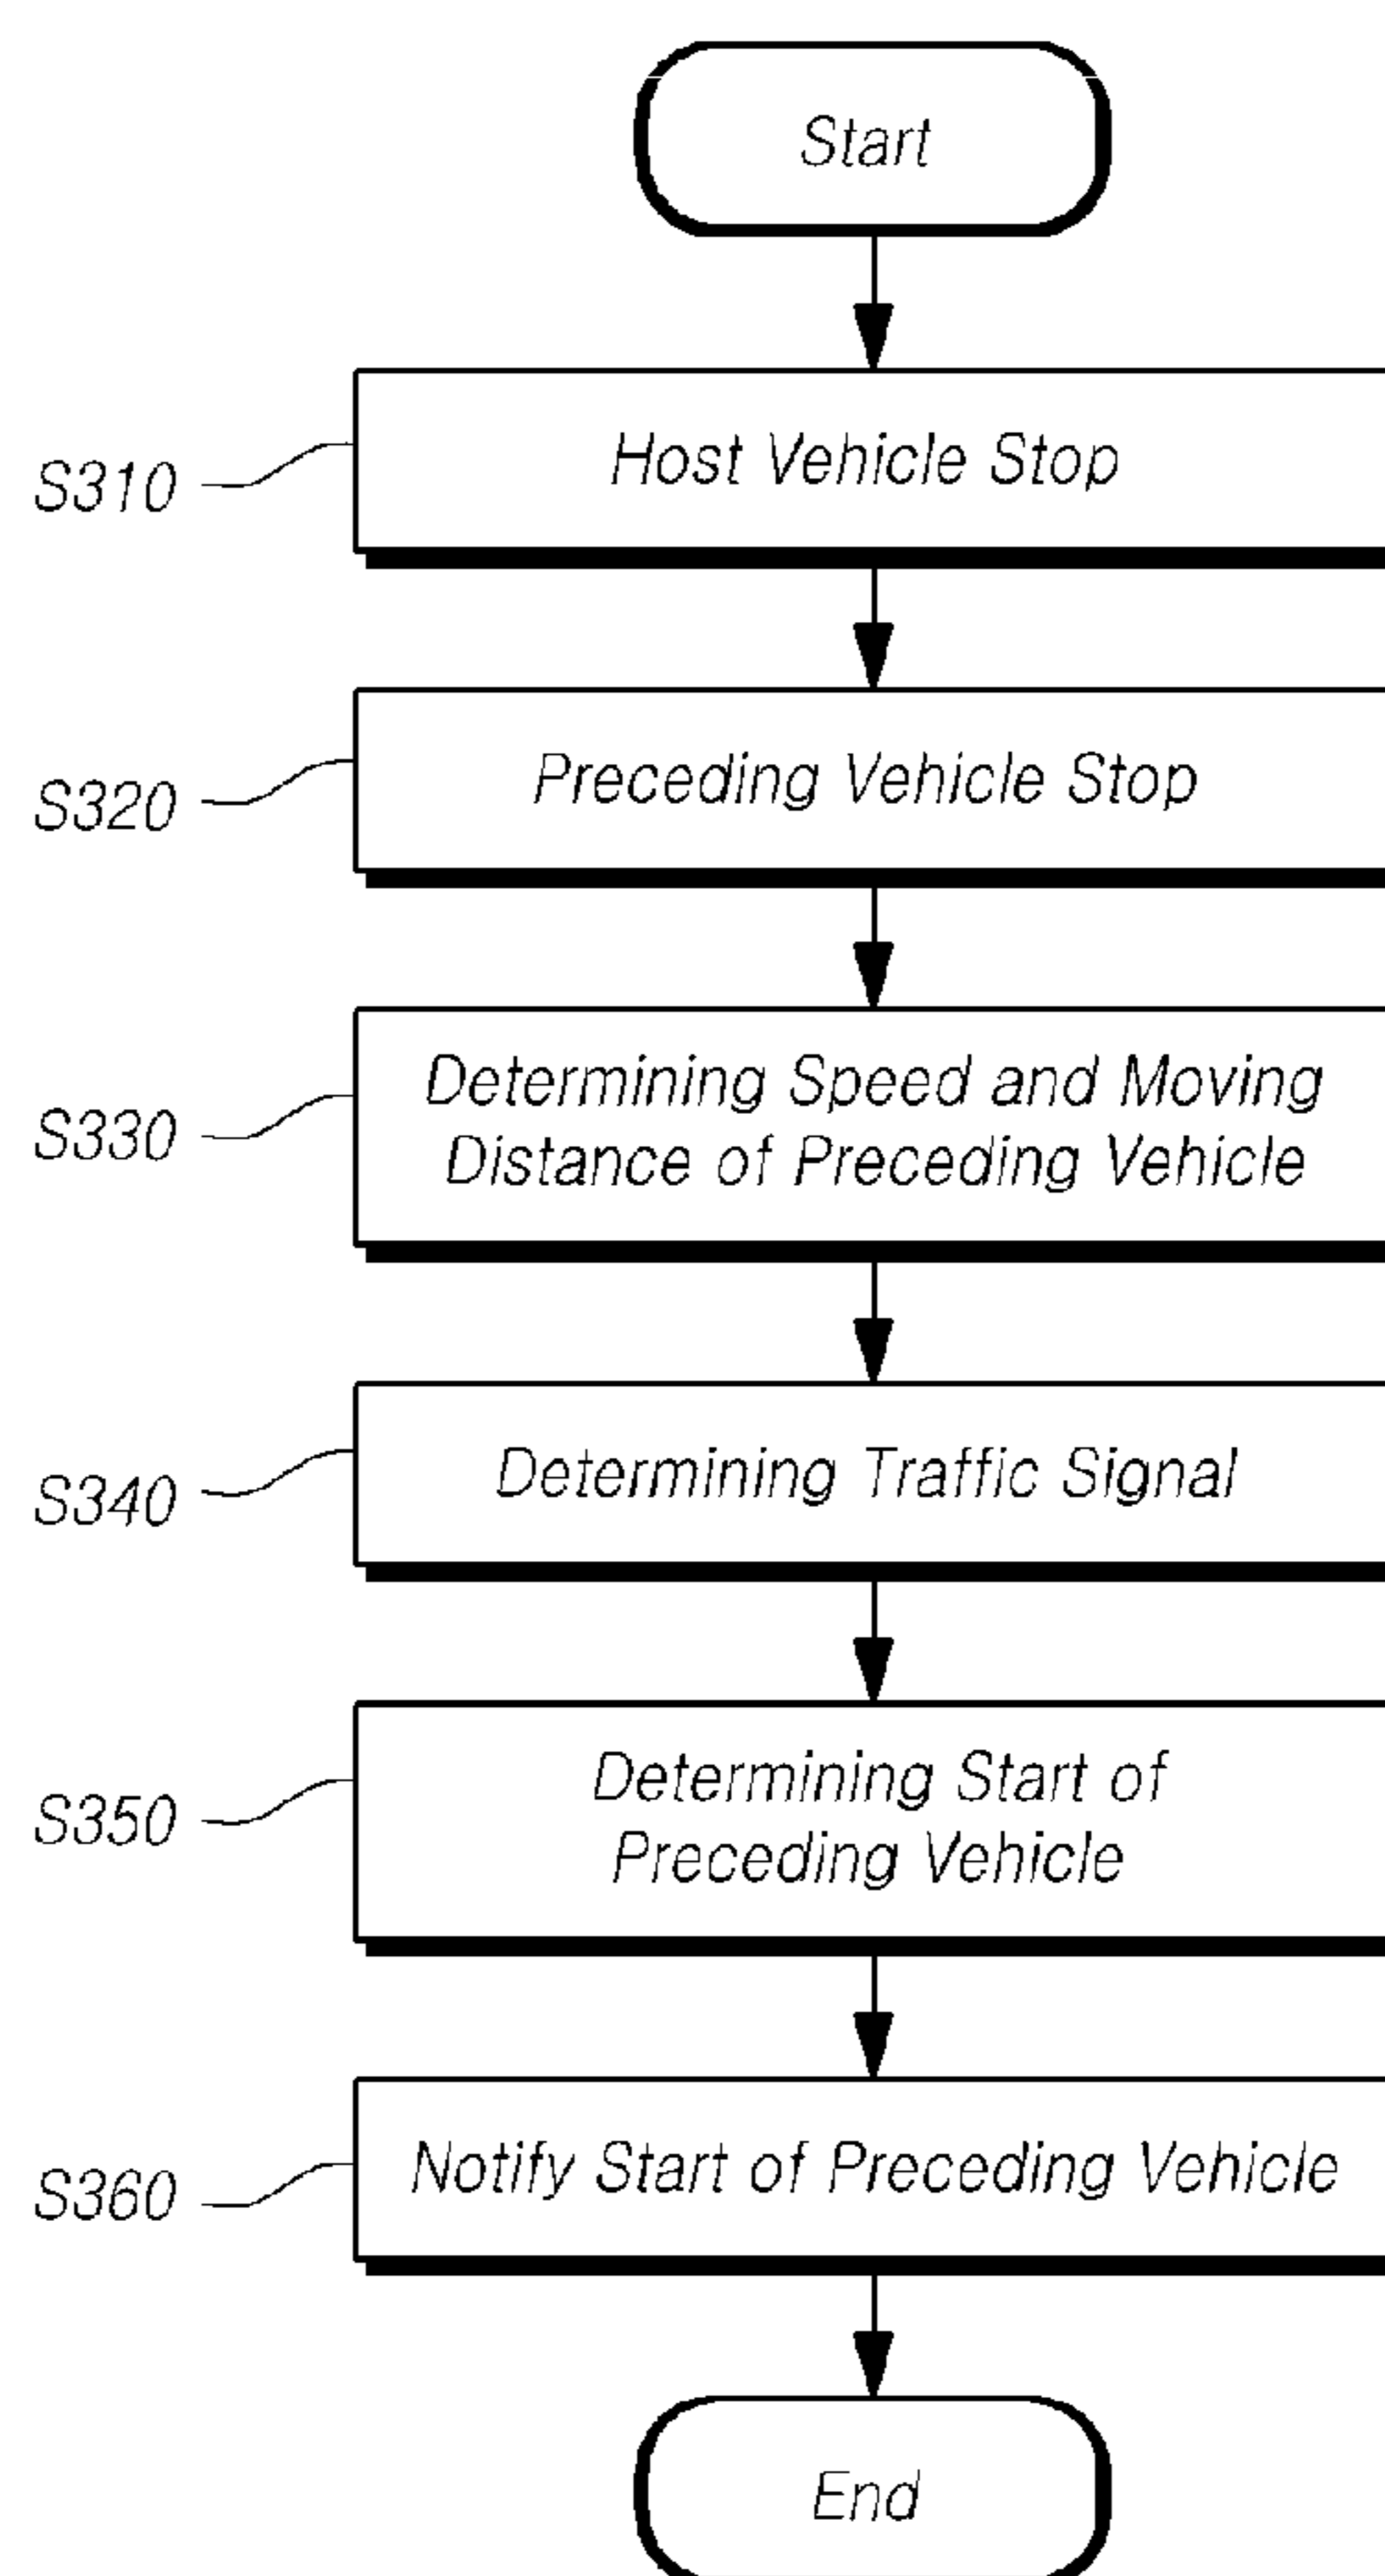 Start
S310
Host Vehicle Stop
S320
Preceding Vehicle Stop
S330
Determining Speed and Moving
Distance of Preceding Vehicle
S340
Determining Traffic Signal
S350
Determining Start of
Preceding Vehicle
S360
Notify Start of Preceding Vehicle
End